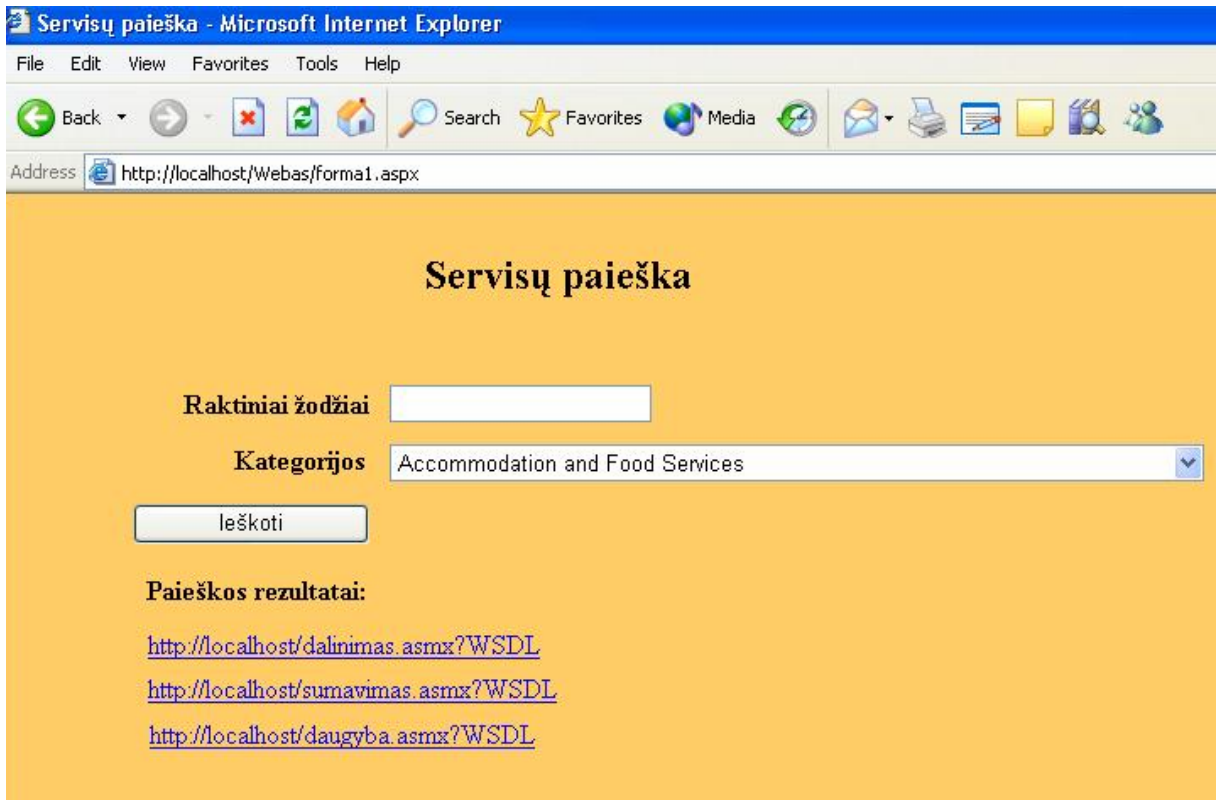 Servisų paieška - Microsoft Internet Explorer
File Edit View Favorites Tools Help
Back Search Favorites Media
Address http://localhost/Webas/forma1.aspx
Servisų paieška
Raktiniai žodžiai
Kategorijos Accommodation and Food Services
Ieškoti
Paieškos rezultatai:
http://localhost/dalinimas.asmx?WSDL
http://localhost/sumavimas.asmx?WSDL
http://localhost/daugyba.asmx?WSDL